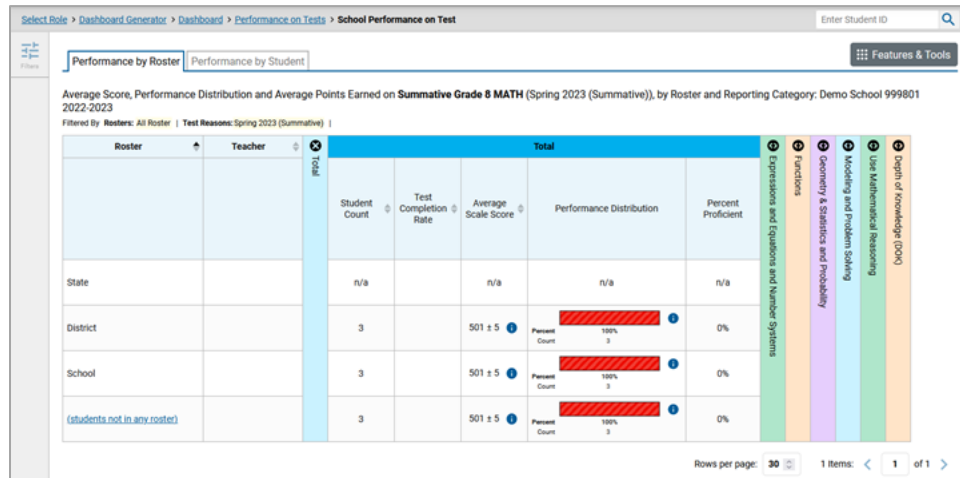 Select Role > Dashboard Generator > Dashboard > Performance on Tests > School Performance on Test
Enter Student ID
Filters
Performance by Roster
Performance by Student
Features & Tools
Average Score, Performance Distribution and Average Points Earned on Summative Grade 8 MATH (Spring 2023 (Summative)), by Roster and Reporting Category: Demo School 999801
2022-2023
Filtered By Rosters: All Roster | Test Reasons: Spring 2023 (Summative) |
Roster
Teacher
Total
Total
Student Count
Test Completion Rate
Average Scale Score
Performance Distribution
Percent Proficient
Expressions and Equations and Number Systems
Functions
Geometry & Statistics and Probability
Modeling and Problem Solving
Use Mathematical Reasoning
Depth of Knowledge (DOK)
State n/a n/a n/a n/a
District 3 501 ± 5 Percent 100% 0%
Count 3
School 3 501 ± 5 Percent 100% 0%
Count 3
(students not in any roster) 3 501 ± 5 Percent 100% 0%
Count 3
Rows per page: 30 1 Items: < 1 of 1 >